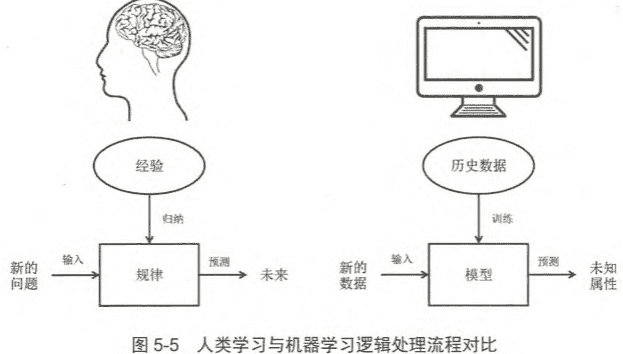 经验
归纳
新的
问题
输入
规律
预测
未来
历史数据
训练
新的
数据
输入
模型
预测
未知
属性
图 5-5 人类学习与机器学习逻辑处理流程对比